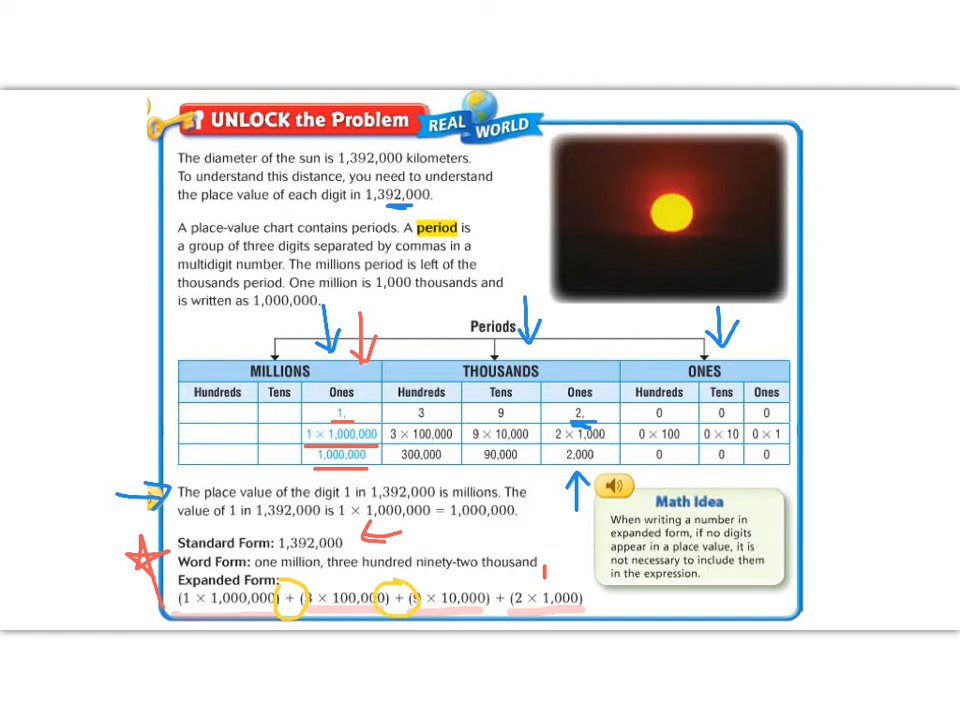 UNLOCK the Problem REAL WORLD
The diameter of the sun is 1,392,000 kilometers.
To understand this distance, you need to understand
the place value of each digit in 1,392,000.
A place-value chart contains periods. A period is
a group of three digits separated by commas in a
multidigit number. The millions period is left of the
thousands period. One million is 1,000 thousands and
is written as 1,000,000.
Periods
MILLIONS THOUSANDS ONES
Hundreds Tens Ones Hundreds Tens Ones Hundreds Tens Ones
1, 3 9 2, 0 0 0
1 × 1,000,000 3 × 100,000 9 × 10,000 2 × 1,000 0 × 100 0 × 10 0 × 1
1,000,000 300,000 90,000 2,000 0 0 0
The place value of the digit 1 in 1,392,000 is millions. The
value of 1 in 1,392,000 is 1 × 1,000,000 = 1,000,000.
Standard Form: 1,392,000
Word Form: one million, three hundred ninety-two thousand
Expanded Form:
(1 × 1,000,000) + (3 × 100,000) + (9 × 10,000) + (2 × 1,000)
Math Idea
When writing a number in
expanded form, if no digits
appear in a place value, it is
not necessary to include them
in the expression.